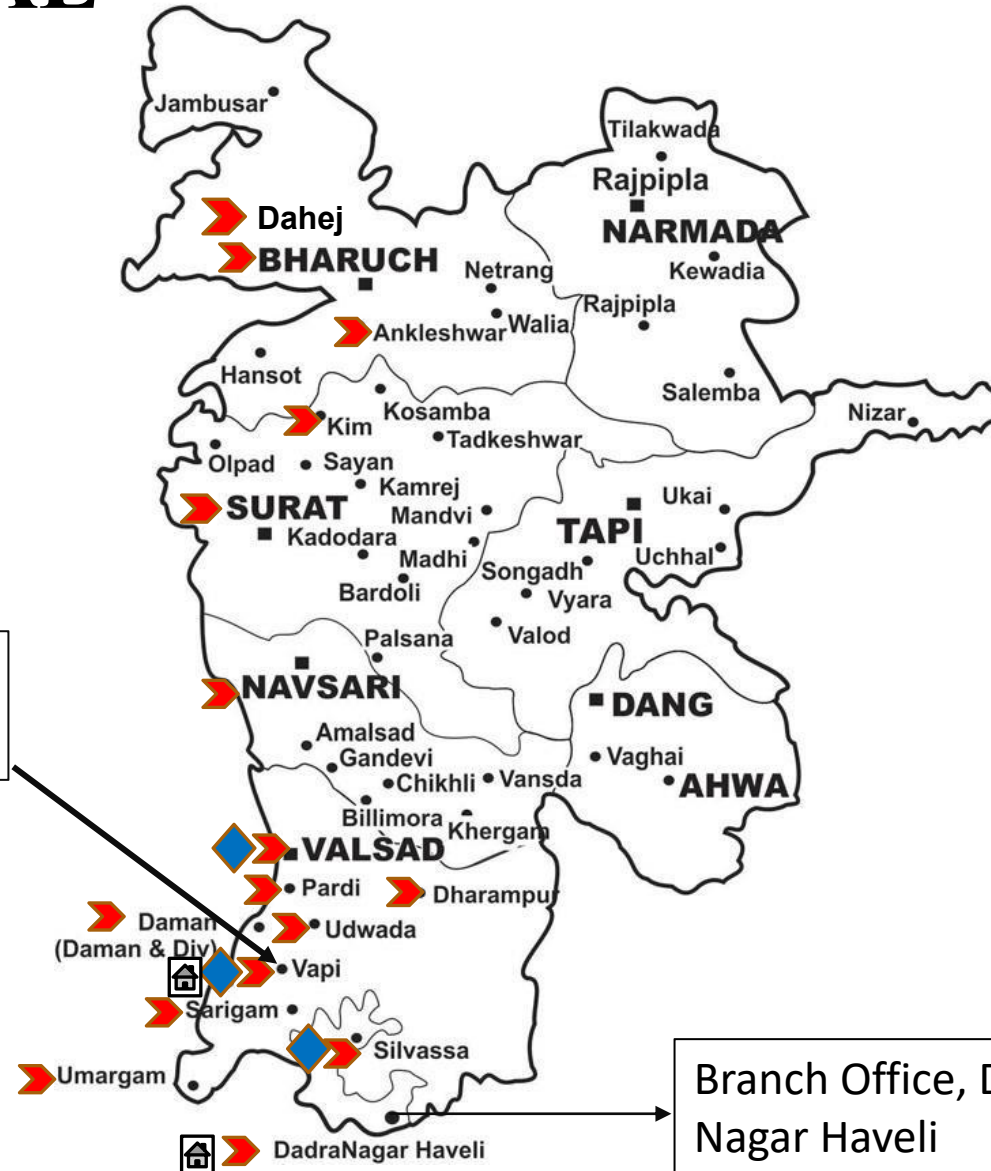 Jambusar
Tilakwada
Rajpipla
NARMADA
Kewadia
Dahej
BHARUCH
Netrang
Rajpipla
Walia
Ankleshwar
Hansot
Salemba
Kosamba
Kim
Tadkeshwar
Nizar
Olpad
Sayan
Kamrej
Mandvi
Ukai
SURAT
TAPI
Kadodara
Madhi
Uchhal
Songadh
Bardoli
Vyara
Valod
Palsana
NAVSARI
DANG
Amalsad
Gandevi
Vaghai
Chikhli
Vansda
AHWA
Billimora
Khergam
VALSAD
Pardi
Dharampur
Daman
(Daman & Div)
Udwada
Vapi
Sarigam
Silvassa
Umargam
Branch Office, D
Nagar Haveli
DadraNagar Haveli